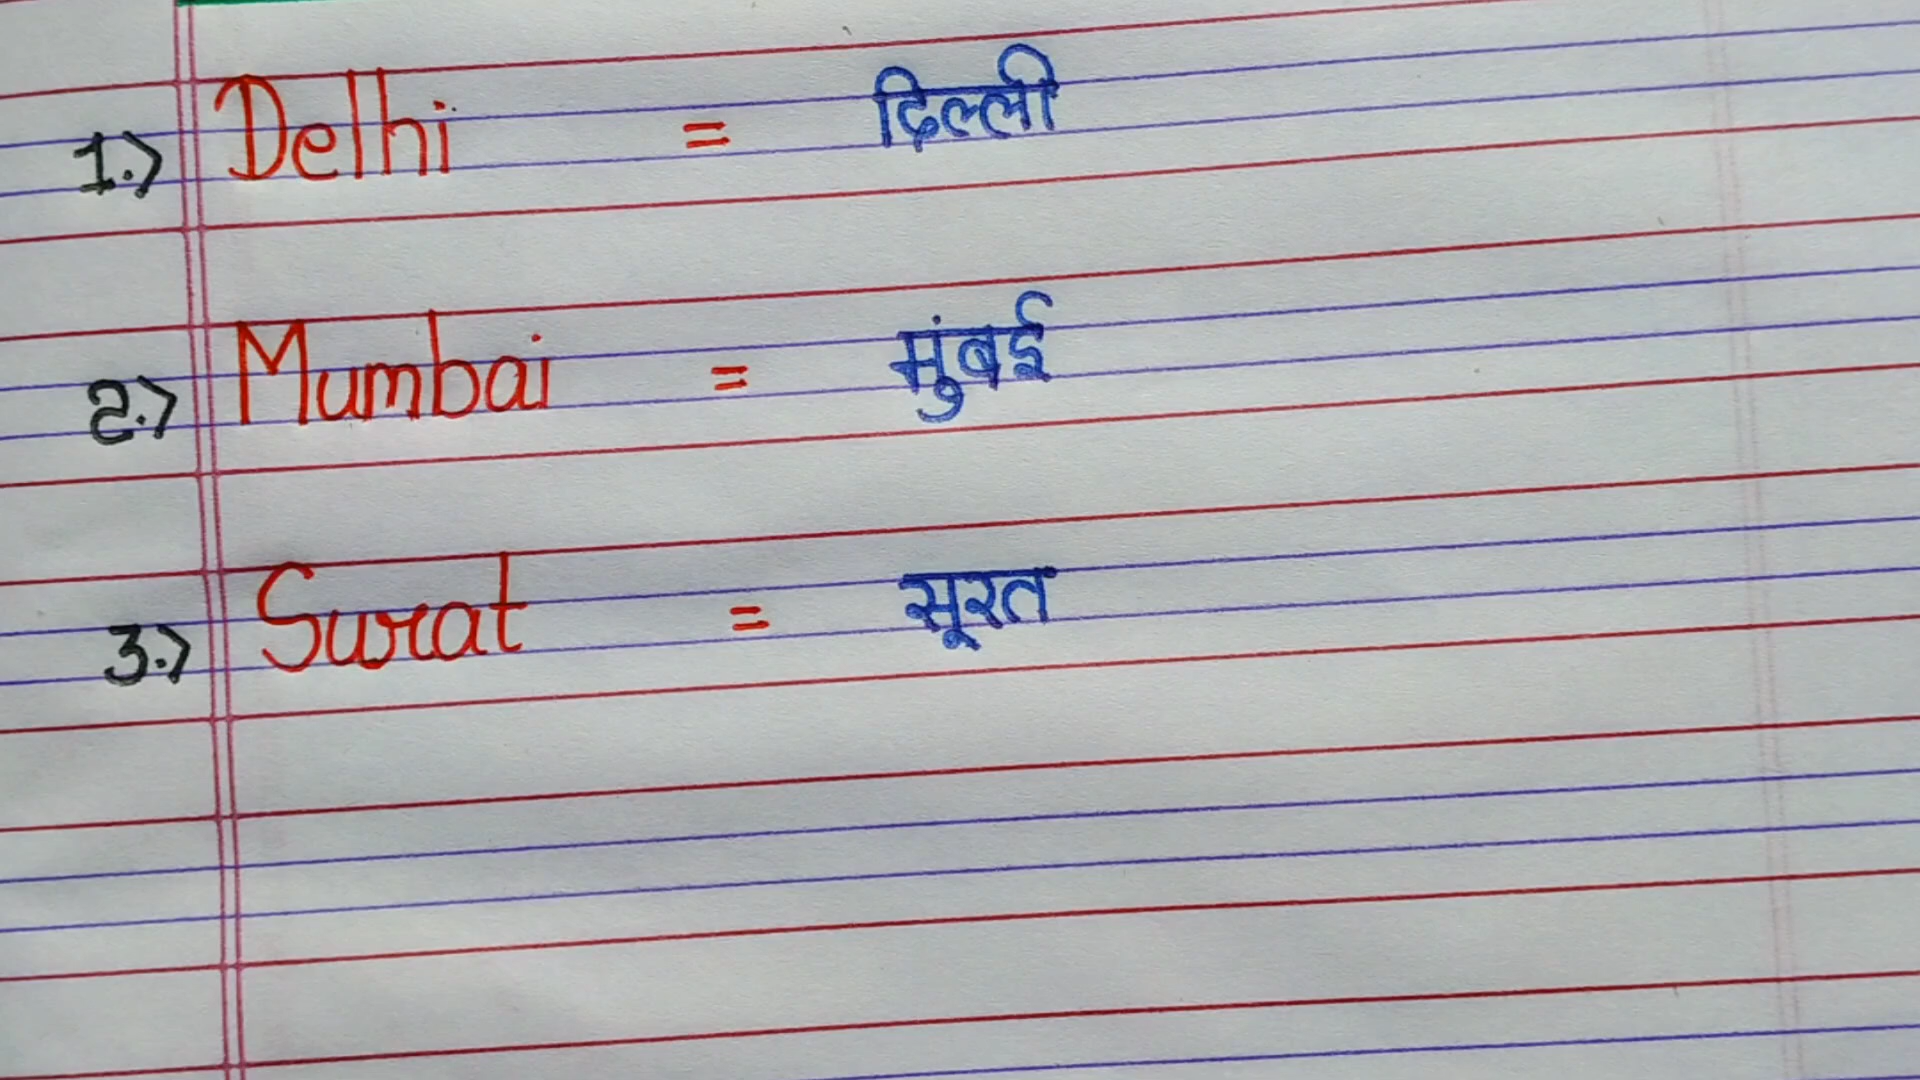 1.) Delhi = दिल्ली
2.) Mumbai = मुंबई
3.) Surat = सूरत